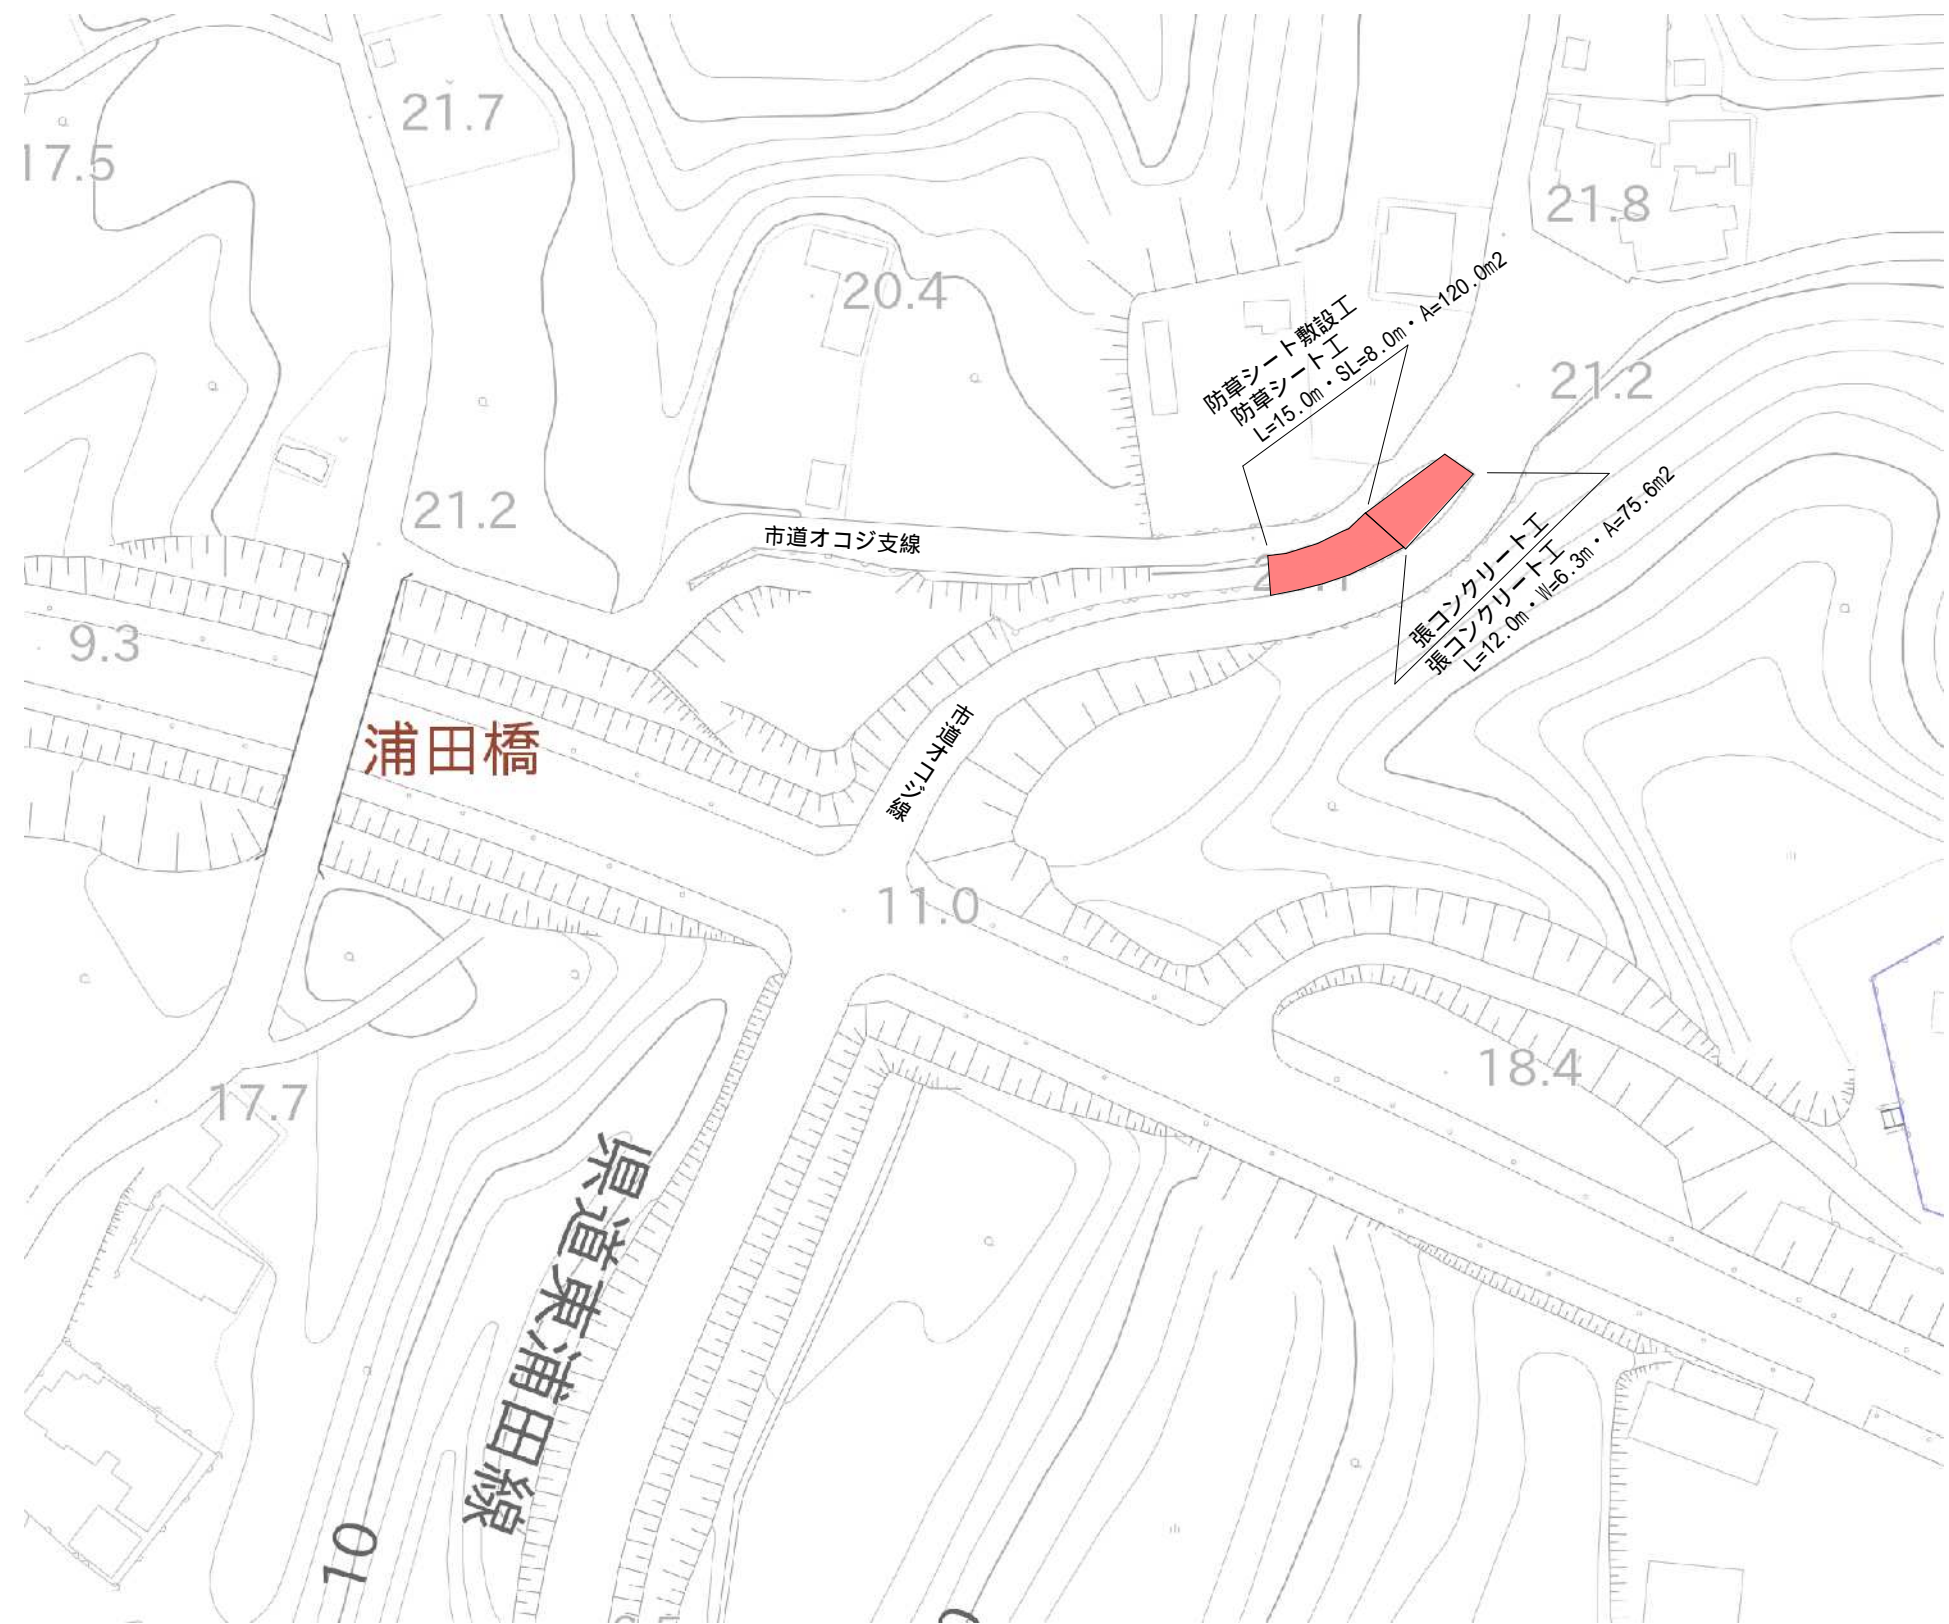 21.7
17.5
21.8
20.4
防草シート敷設工
防草シート工
L=15.0m・SL=8.0m・A=120.0m2
21.2
21.2
市道オコジ支線
張コンクリート工
張コンクリート工
L=12.0m・W=6.3m・A=75.6m2
9.3
浦田橋
市道オコジ線
11.0
18.4
17.7
県道東浦田線
10